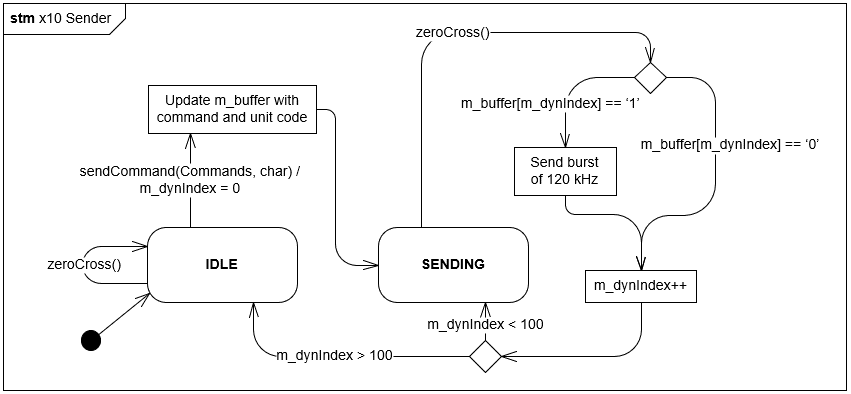 stm x10 Sender
zeroCross()
Update m_buffer with
command and unit code
m_buffer[m_dynIndex] == ‘1’
m_buffer[m_dynIndex] == ‘0’
Send burst
of 120 kHz
sendCommand(Commands, char) /
m_dynIndex = 0
zeroCross()
IDLE
SENDING
m_dynIndex++
m_dynIndex < 100
m_dynIndex > 100